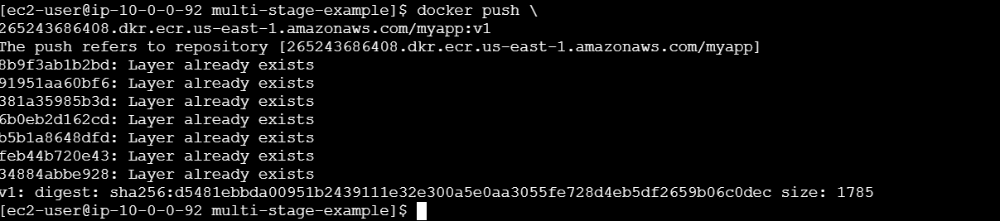 [ec2-user@ip-10-0-0-92 multi-stage-example]$ docker push \
265243686408.dkr.ecr.us-east-1.amazonaws.com/myapp:v1
The push refers to repository [265243686408.dkr.ecr.us-east-1.amazonaws.com/myapp]
8b9f3ab1b2bd: Layer already exists
91951aa60bf6: Layer already exists
381a35985b3d: Layer already exists
6b0eb2d162cd: Layer already exists
b5b1a8648dfd: Layer already exists
feb44b720e43: Layer already exists
34884abbe928: Layer already exists
v1: digest: sha256:d5481ebbda00951b2439111e32e300a5e0aa3055fe728d4eb5df2659b06c0dec size: 1785
[ec2-user@ip-10-0-0-92 multi-stage-example]$